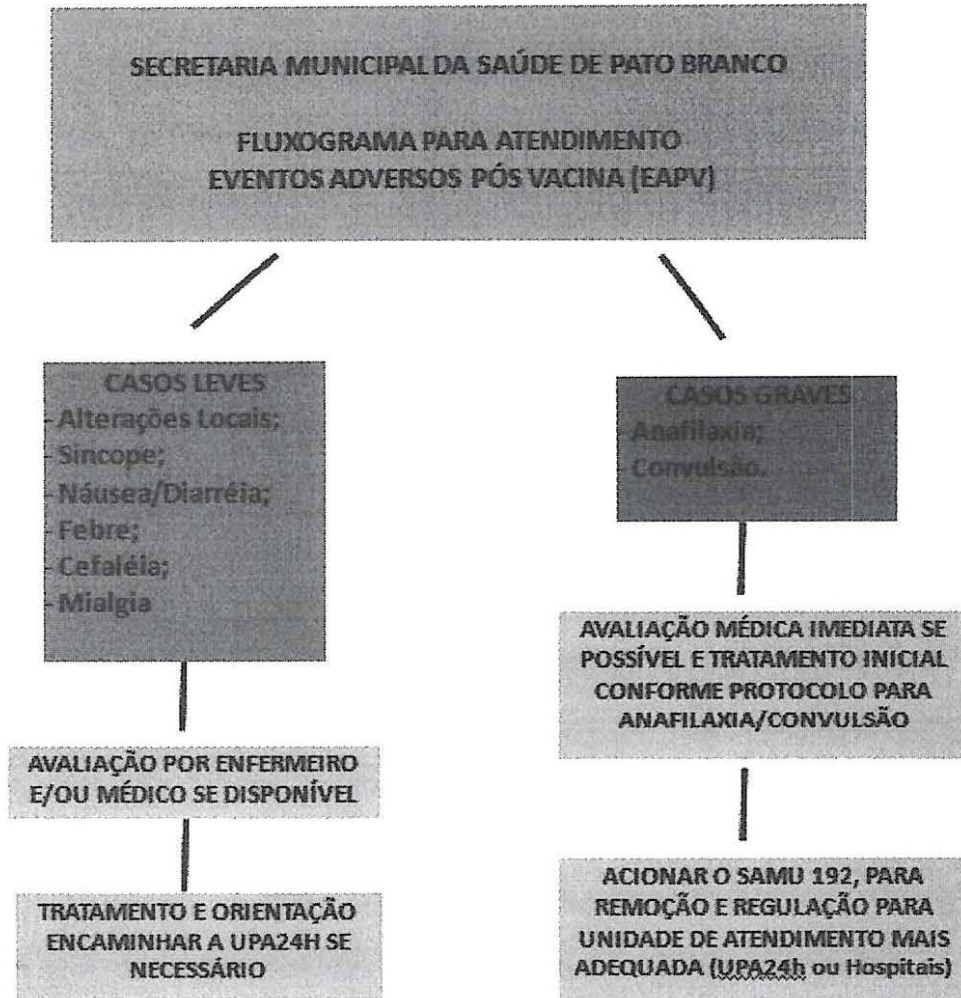 SECRETARIA MUNICIPAL DA SAÚDE DE PATO BRANCO
FLUXOGRAMA PARA ATENDIMENTO
EVENTOS ADVERSOS PÓS VACINA (EAPV)
CASOS LEVES
- Alterações Locais;
- Sincope;
- Náusea/Diarréia;
- Febre;
- Cefaléia;
- Mialgia
AVALIAÇÃO POR ENFERMEIRO
E/OU MÉDICO SE DISPONÍVEL
TRATAMENTO E ORIENTAÇÃO
ENCAMINHAR A UPA24H SE
NECESSÁRIO
CASOS GRAVES
- Anafilaxia;
- Convulsão.
AVALIAÇÃO MÉDICA IMEDIATA SE
POSSÍVEL E TRATAMENTO INICIAL
CONFORME PROTOCOLO PARA
ANAFILAXIA/CONVULSÃO
ACIONAR O SAMU 192, PARA
REMOÇÃO E REGULAÇÃO PARA
UNIDADE DE ATENDIMENTO MAIS
ADEQUADA (UPA24h ou Hospitais)